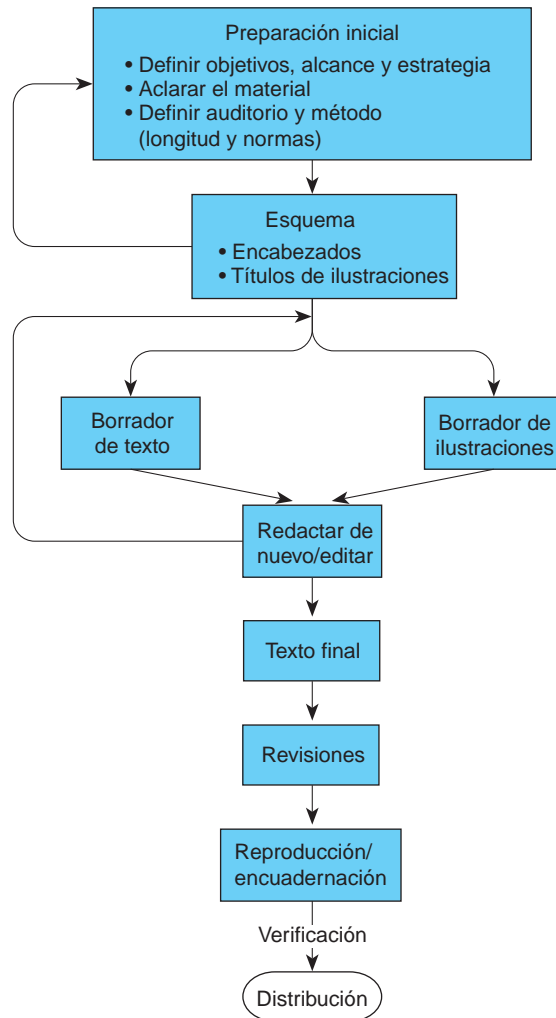 Preparación inicial
• Definir objetivos, alcance y estrategia
• Aclarar el material
• Definir auditorio y método
(longitud y normas)
Esquema
• Encabezados
• Títulos de ilustraciones
Borrador
de texto
Borrador de
ilustraciones
Redactar de
nuevo/editar
Texto final
Revisiones
Reproducción/
encuadernación
Verificación
Distribución